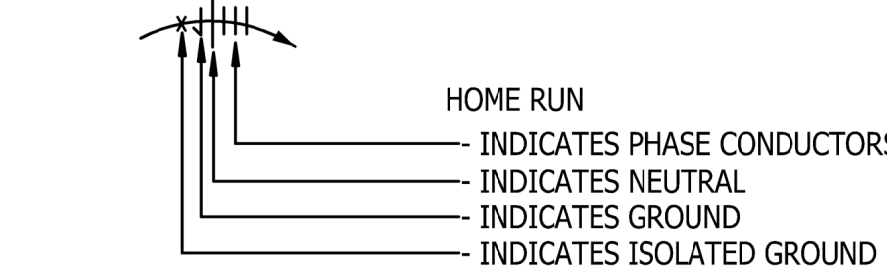 HOME RUN
- INDICATES PHASE CONDUCTORS
- INDICATES NEUTRAL
- INDICATES GROUND
- INDICATES ISOLATED GROUND